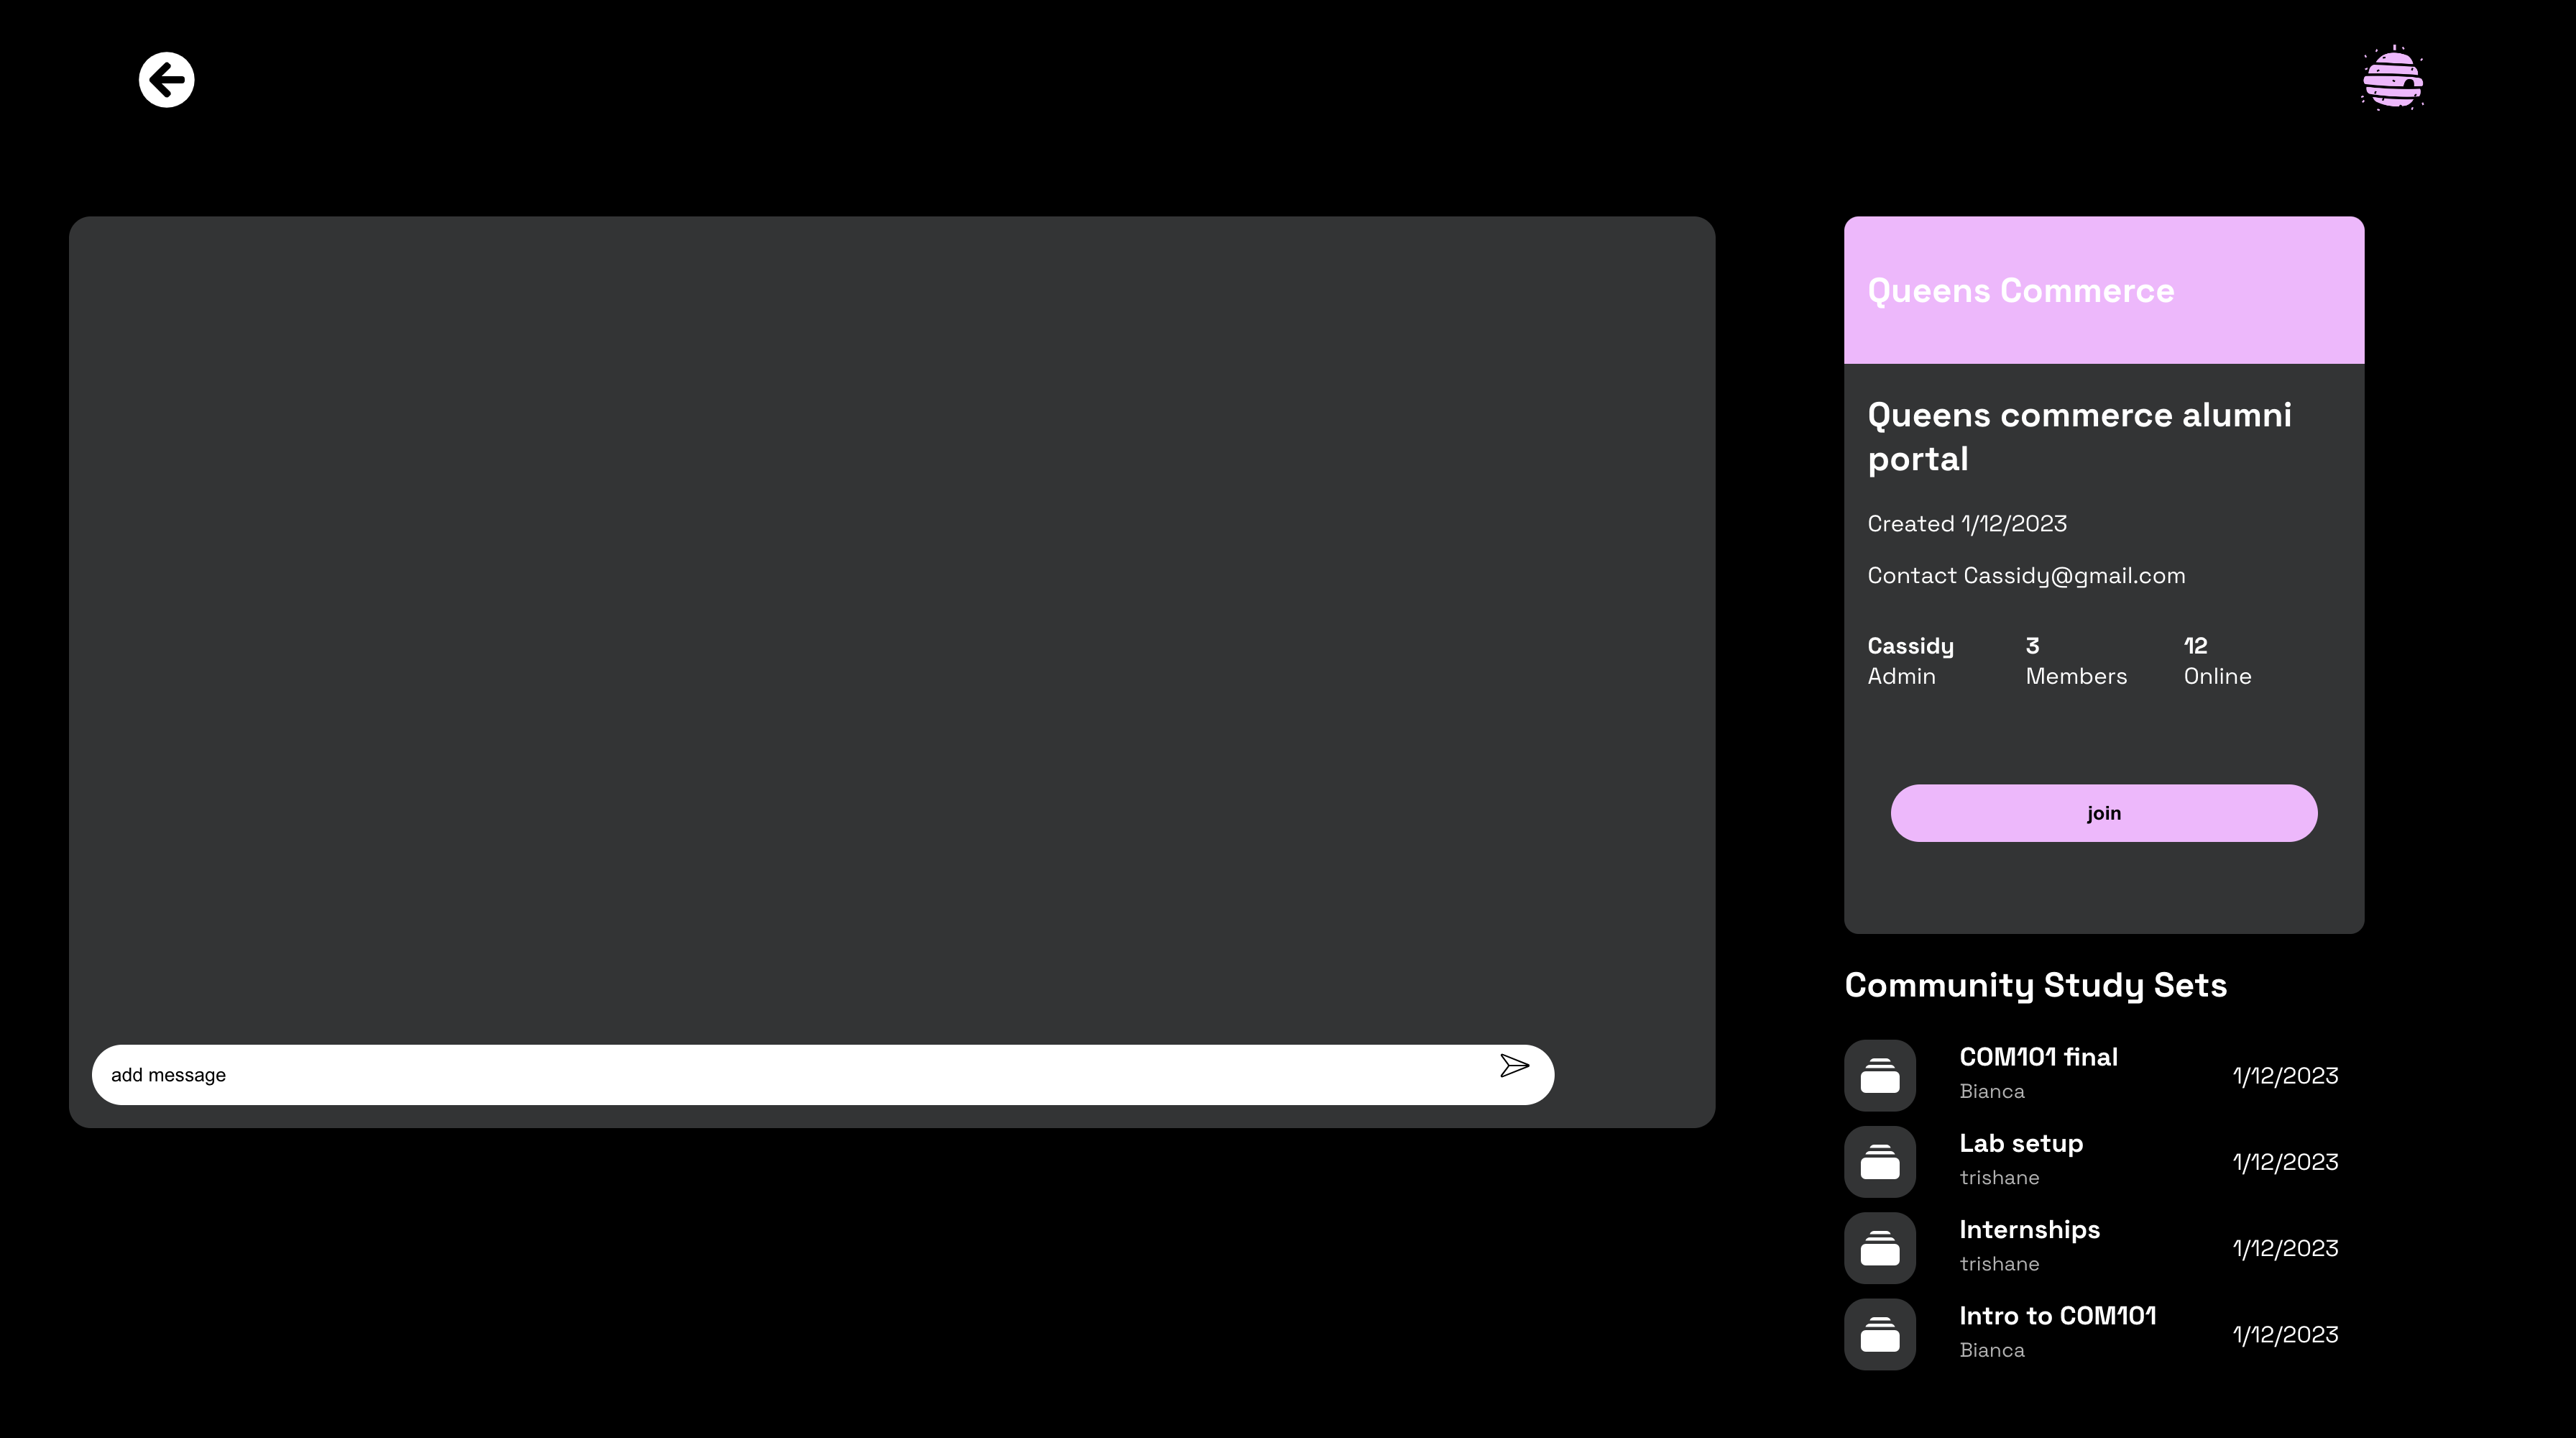 Queens Commerce
Queens commerce alumni
portal
Created 1/12/2023
Contact Cassidy@gmail.com
Cassidy 3 12
Admin Members Online
join
add message
Community Study Sets
COM101 final
Bianca
1/12/2023
Lab setup
trishane
1/12/2023
Internships
trishane
1/12/2023
Intro to COM101
Bianca
1/12/2023